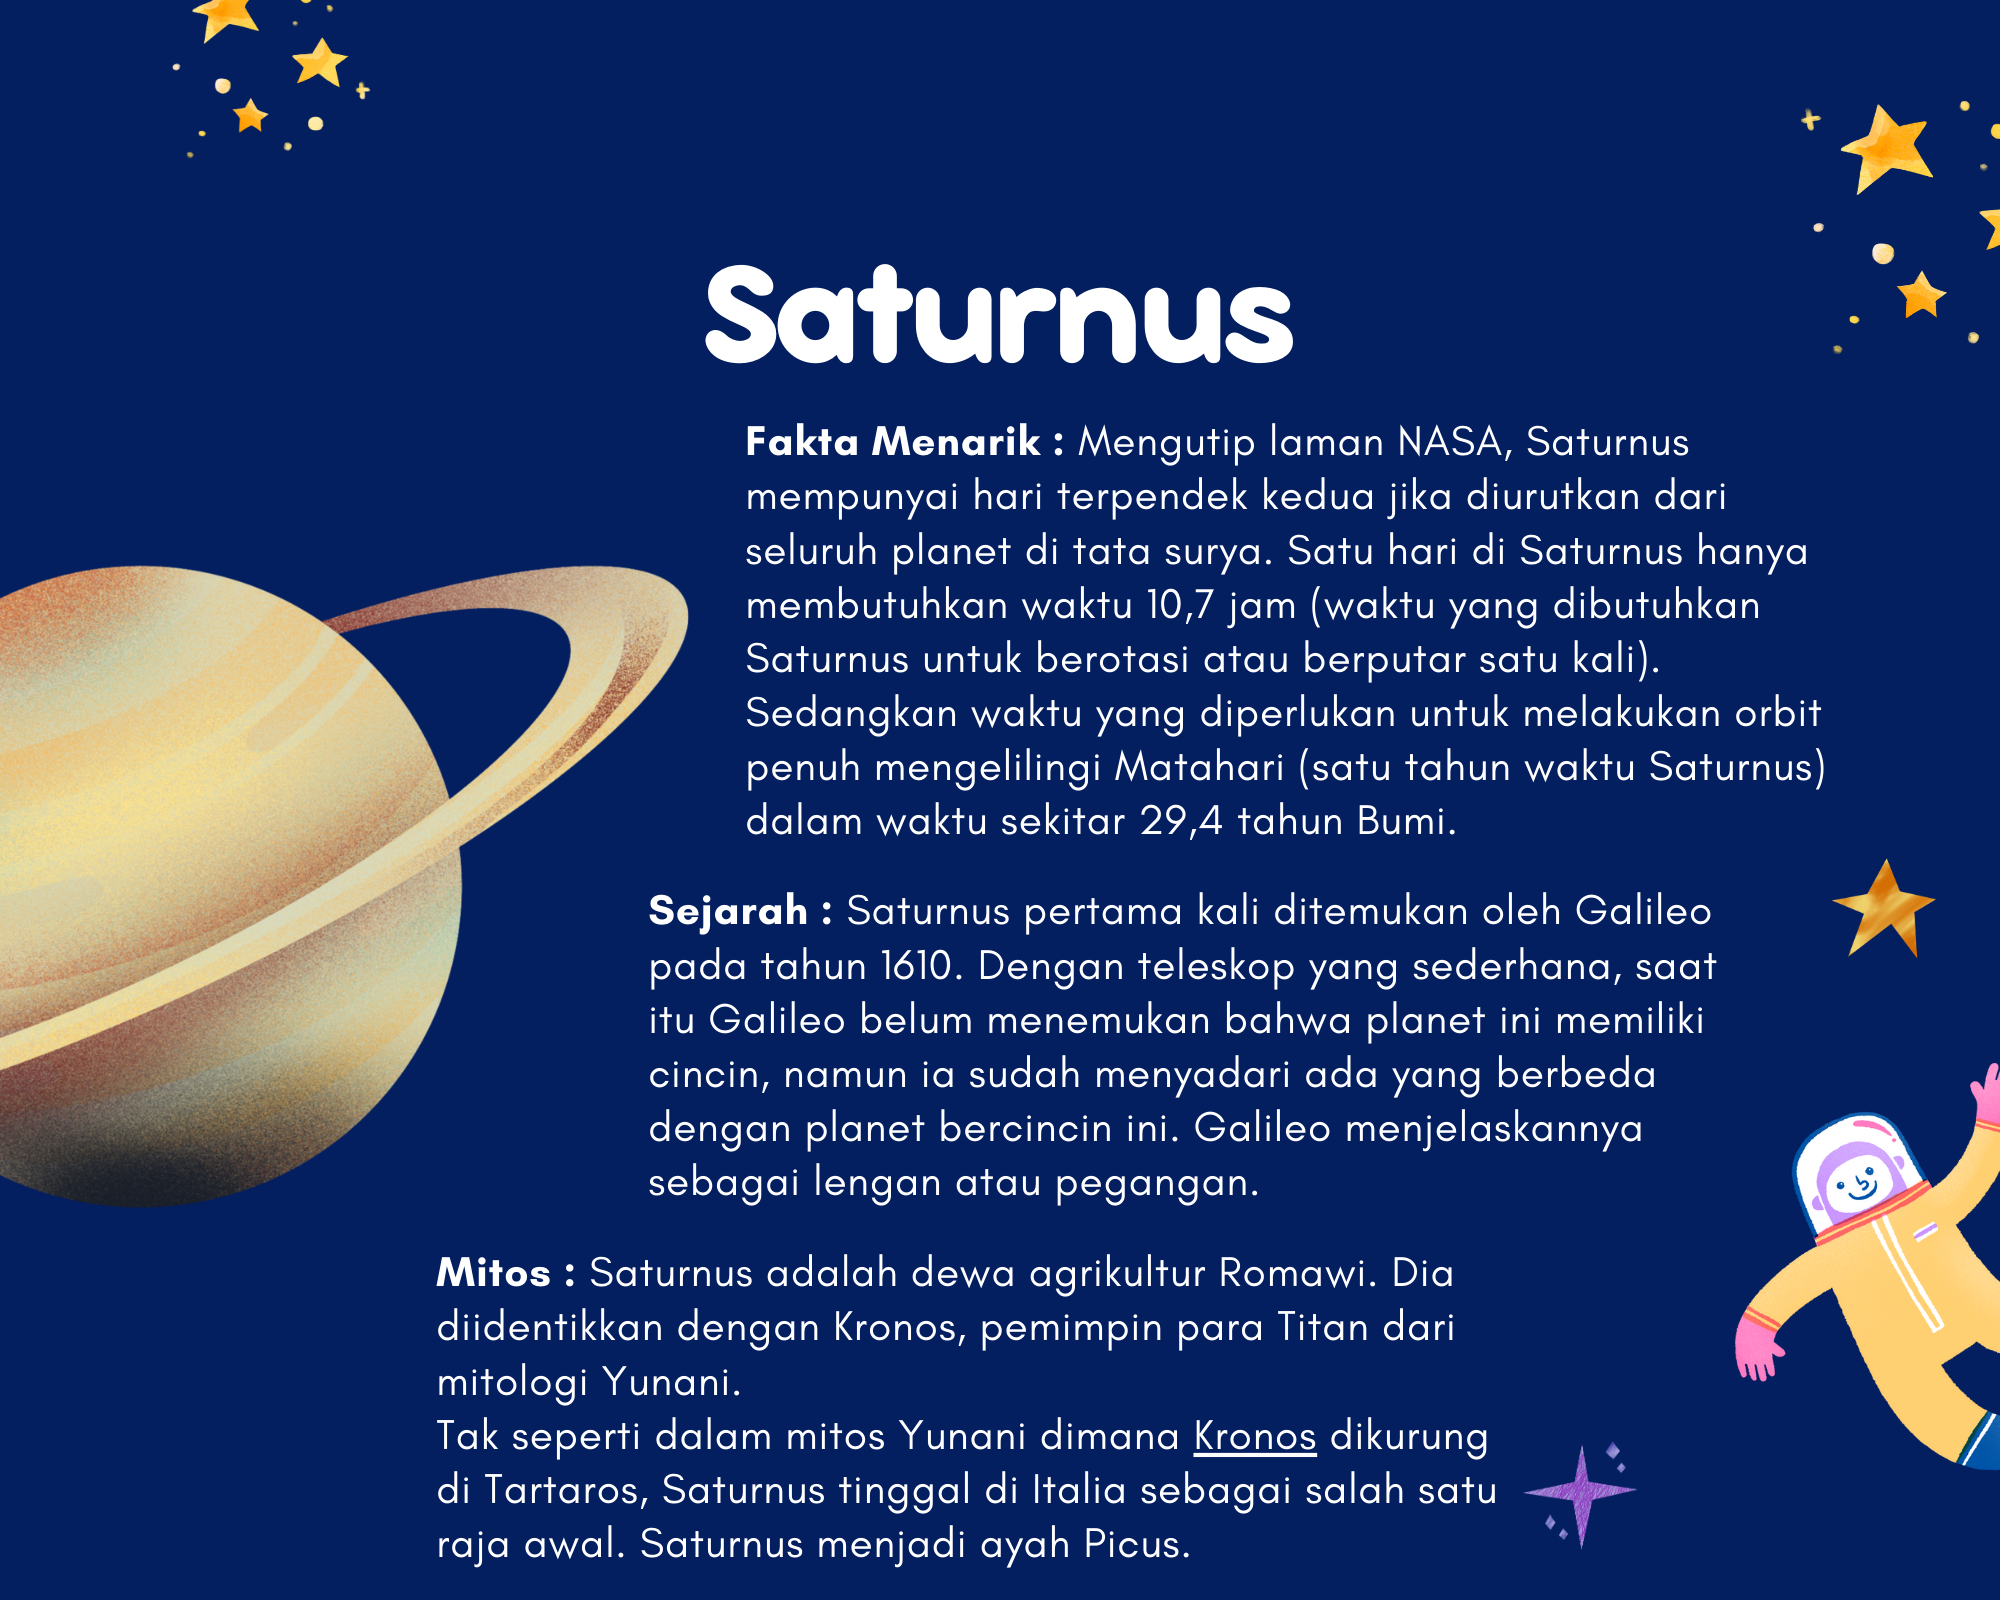 Saturnus
Fakta Menarik : Mengutip laman NASA, Saturnus
mempunyai hari terpendek kedua jika diurutkan dari
seluruh planet di tata surya. Satu hari di Saturnus hanya
membutuhkan waktu 10,7 jam (waktu yang dibutuhkan
Saturnus untuk berotasi atau berputar satu kali).
Sedangkan waktu yang diperlukan untuk melakukan orbit
penuh mengelilingi Matahari (satu tahun waktu Saturnus)
dalam waktu sekitar 29,4 tahun Bumi.
Sejarah : Saturnus pertama kali ditemukan oleh Galileo
pada tahun 1610. Dengan teleskop yang sederhana, saat
itu Galileo belum menemukan bahwa planet ini memiliki
cincin, namun ia sudah menyadari ada yang berbeda
dengan planet bercincin ini. Galileo menjelaskannya
sebagai lengan atau pegangan.
Mitos : Saturnus adalah dewa agrikultur Romawi. Dia
diidentikkan dengan Kronos, pemimpin para Titan dari
mitologi Yunani.
Tak seperti dalam mitos Yunani dimana Kronos dikurung
di Tartaros, Saturnus tinggal di Italia sebagai salah satu
raja awal. Saturnus menjadi ayah Picus.